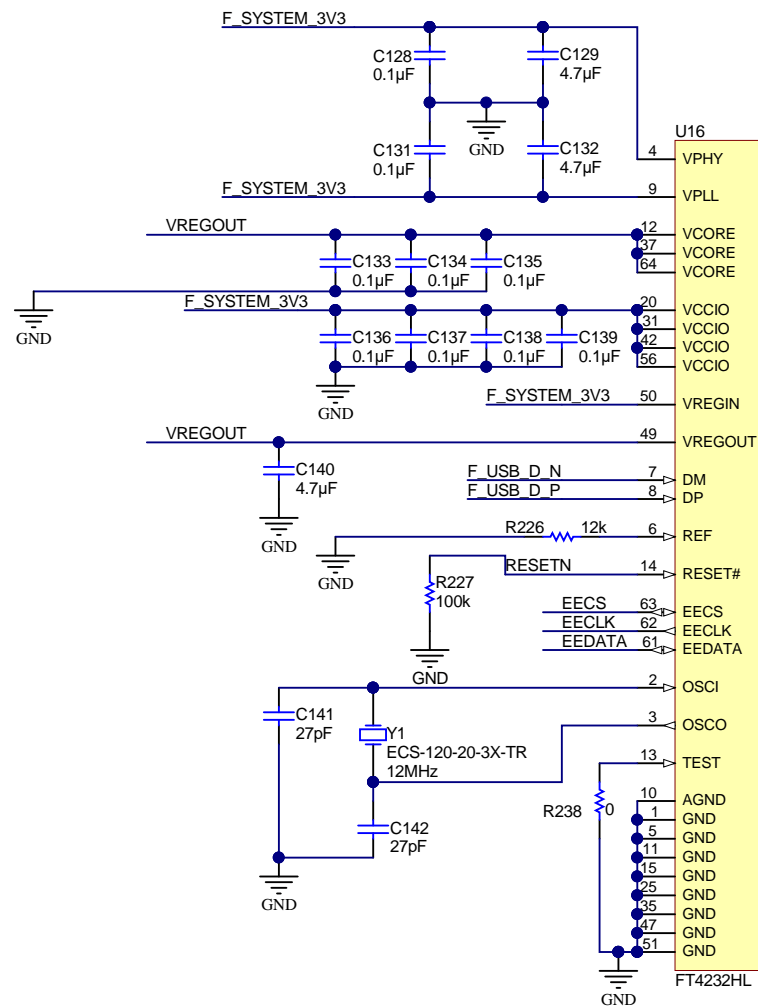 F_SYSTEM_3V3
C128
0.1µF
C129
4.7µF
GND
C131
0.1µF
C132
4.7µF
F_SYSTEM_3V3
U16
4 VPHY
9 VPLL
VREGOUT
12 VCORE
37 VCORE
64 VCORE
C133
0.1µF
C134
0.1µF
C135
0.1µF
GND
F_SYSTEM_3V3
20 VCCIO
31 VCCIO
42 VCCIO
56 VCCIO
C136
0.1µF
C137
0.1µF
C138
0.1µF
C139
0.1µF
GND
F_SYSTEM_3V3
50 VREGIN
VREGOUT
49 VREGOUT
C140
4.7µF
GND
F_USB_D_N
7 DM
F_USB_D_P
8 DP
R226 12k
6 REF
GND
RESETN
14 RESET#
R227
100k
GND
EECS
63 EECS
EECLK
62 EECLK
EEDATA
61 EEDATA
2 OSCI
3 OSCO
C141
27pF
Y1
ECS-120-20-3X-TR
12MHz
C142
27pF
GND
13 TEST
R238 0
10 AGND
1 GND
5 GND
11 GND
15 GND
25 GND
35 GND
47 GND
51 GND
GND
FT4232HL